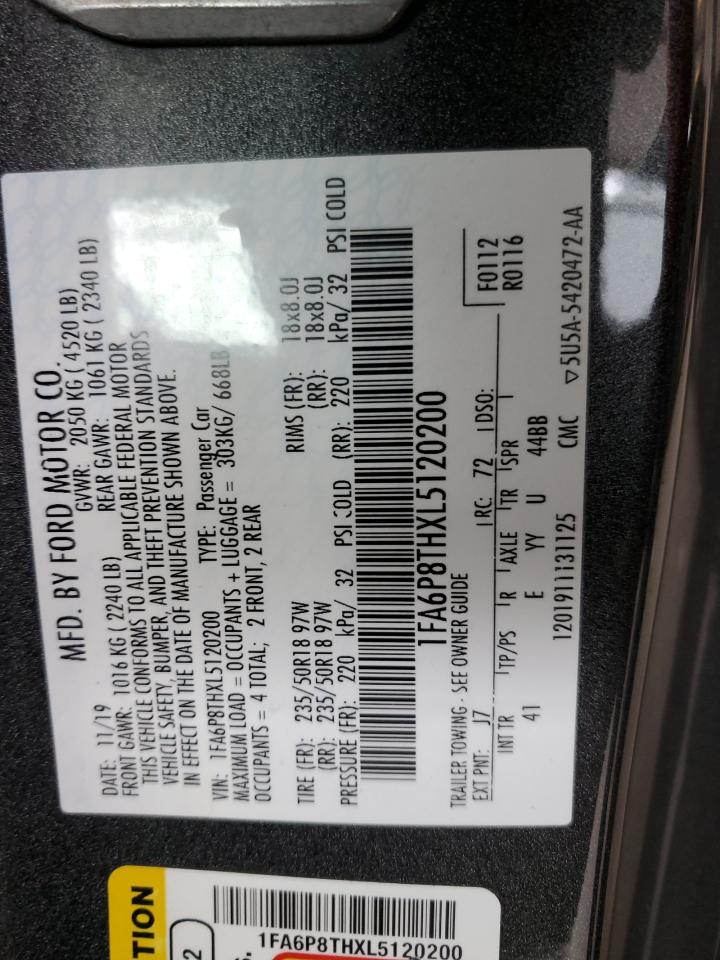 MFD. BY FORD MOTOR CO.
DATE: 11/19 GVWR: 2050 KG ( 4520 LB)
FRONT GAWR: 1016 KG ( 2240 LB) REAR GAWR: 1061 KG ( 2340 LB)
THIS VEHICLE CONFORMS TO ALL APPLICABLE FEDERAL MOTOR
VEHICLE SAFETY, BUMPER, AND THEFT PREVENTION STANDARDS
IN EFFECT ON THE DATE OF MANUFACTURE SHOWN ABOVE.
VIN: 1FA6P8THXL5120200 TYPE: Passenger Car
MAXIMUM LOAD = OCCUPANTS + LUGGAGE = 303KG/ 668LB
OCCUPANTS = 4 TOTAL; 2 FRONT, 2 REAR
TIRE (FR): 235/50R18 97W RIMS (FR): 18x8.0J
(RR): 235/50R18 97W (RR): 18x8.0J
PRESSURE (FR): 220 kPa/ 32 PSI COLD (RR): 220 kPa/ 32 PSI COLD
1FA6P8THXL5120200
TRAILER TOWING - SEE OWNER GUIDE
EXT PNT: J7 RC: 72 DSO: F0112
R0116
INT TR TP/PS R AXLE TR SPR
41 E YY U 44BB
1201911131125 CMC ▽5U5A-5420472-AA
TION
2
S.
1FA6P8THXL5120200